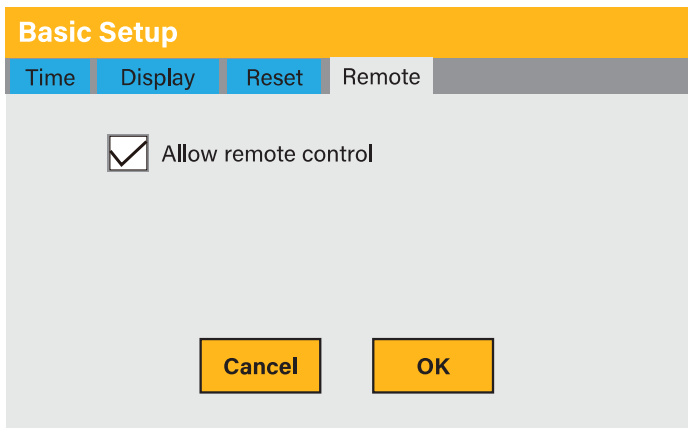 Basic Setup
Time Display Reset Remote
Allow remote control
Cancel OK